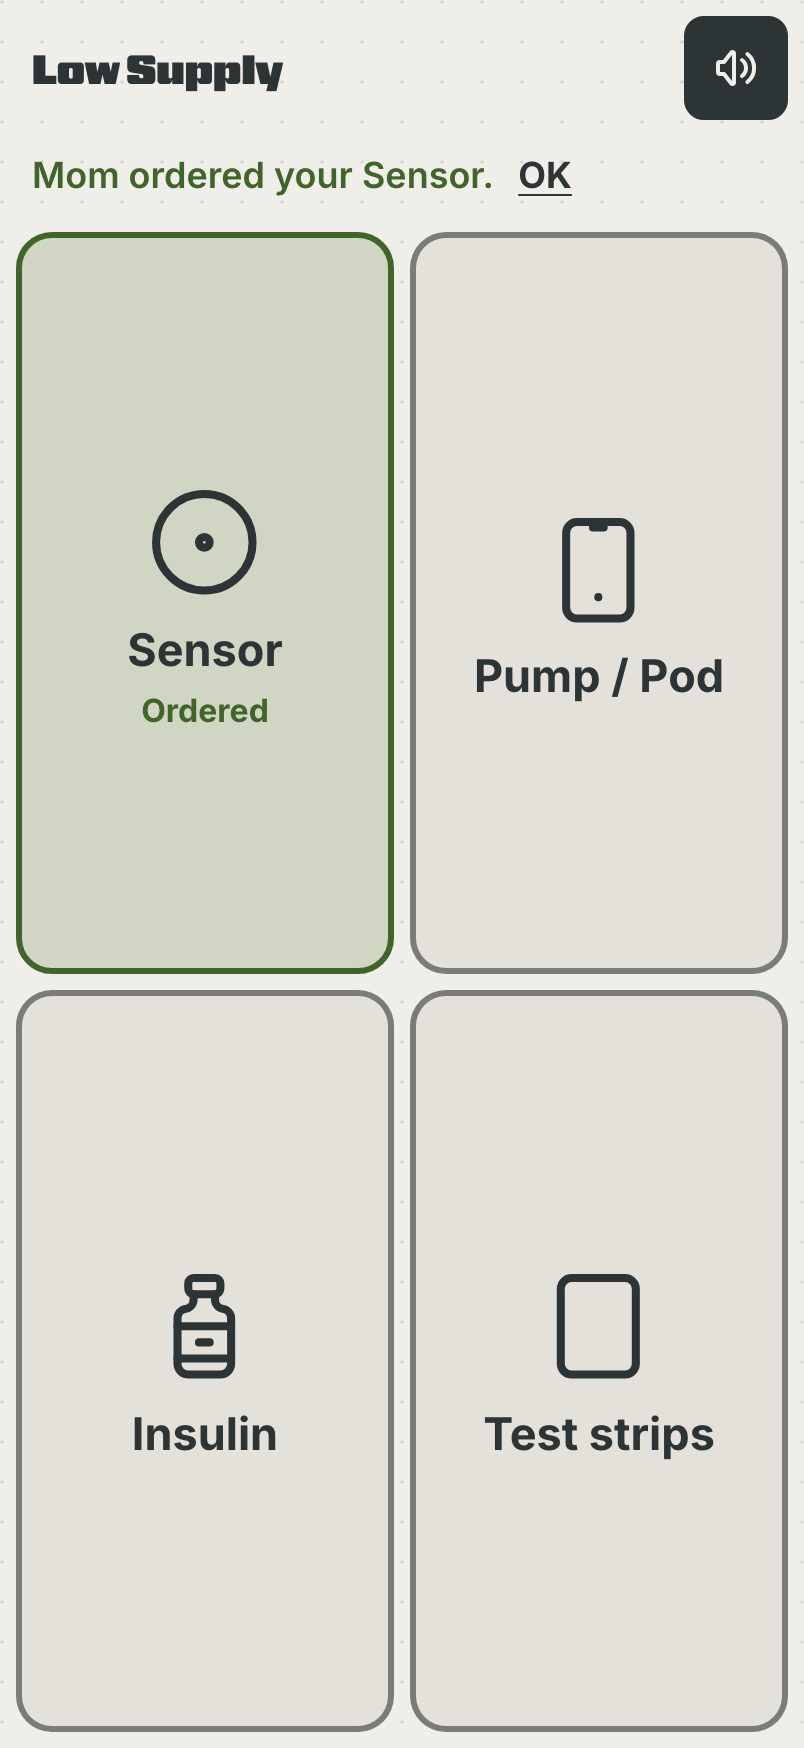 Low Supply
Mom ordered your Sensor. OK
Sensor
Ordered
Pump / Pod
Insulin
Test strips